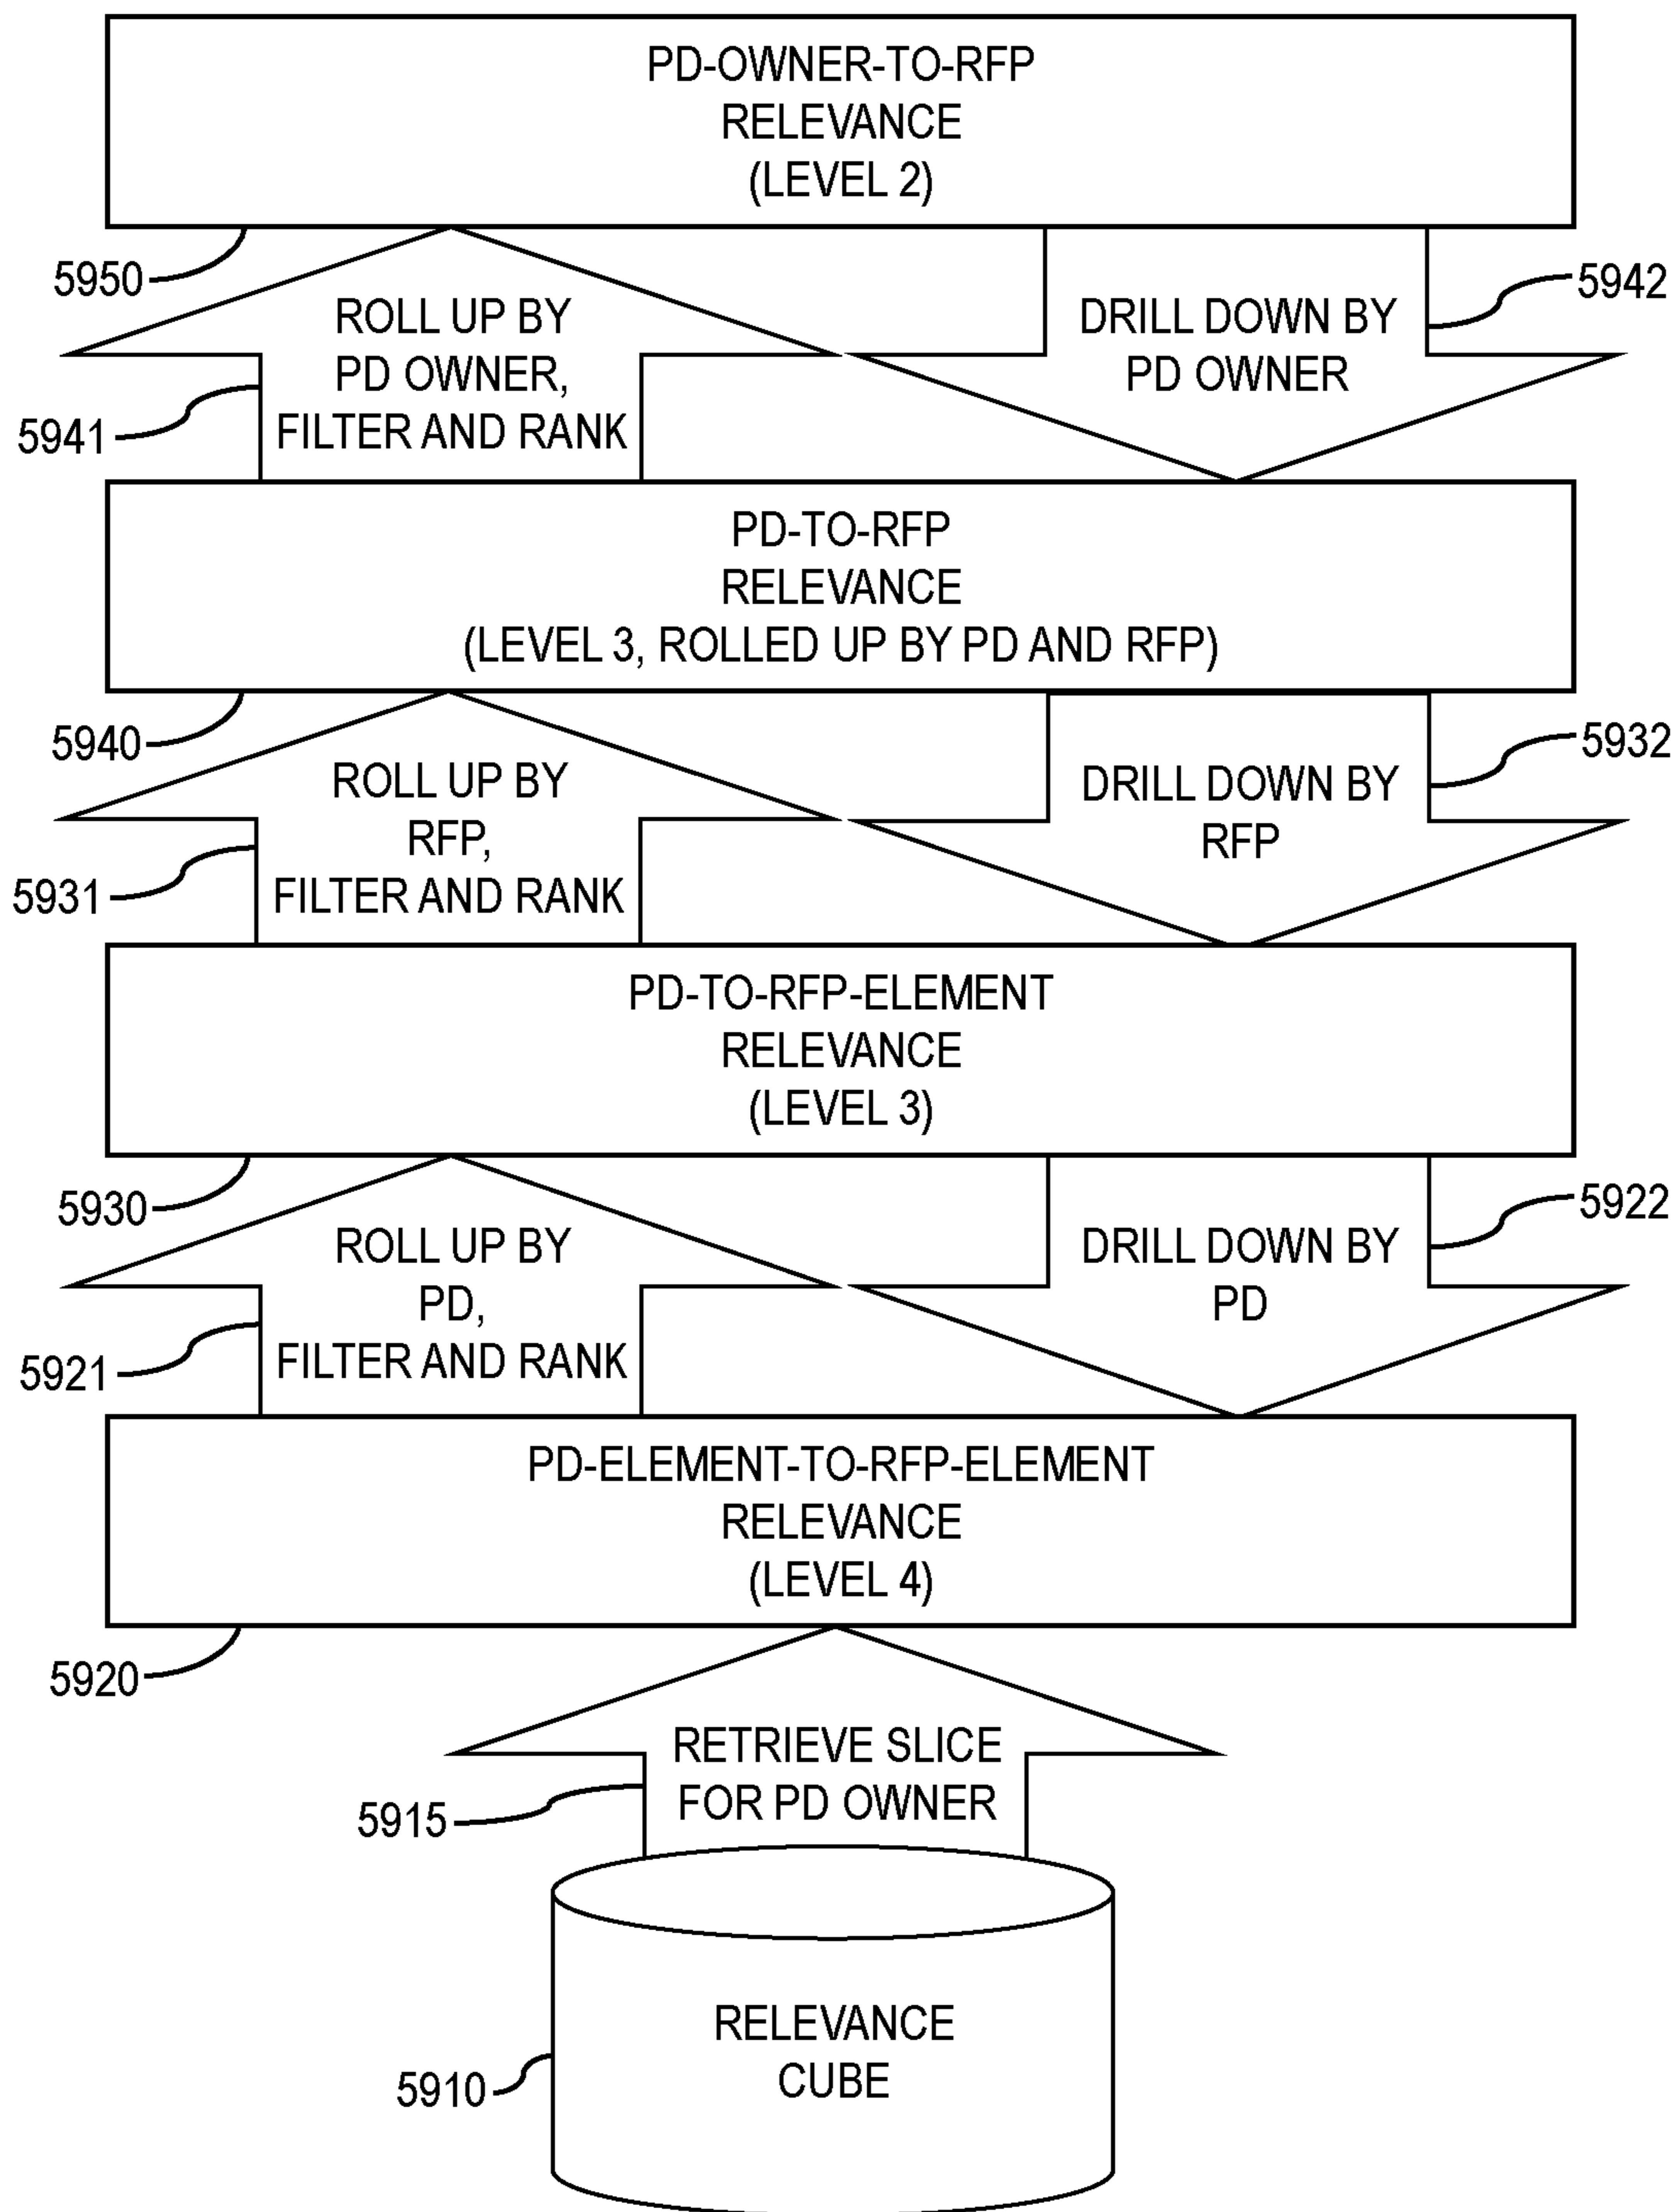 PD-OWNER-TO-RFP
RELEVANCE
(LEVEL 2)
5950
5942
ROLL UP BY
PD OWNER,
FILTER AND RANK
DRILL DOWN BY
PD OWNER
5941
PD-TO-RFP
RELEVANCE
(LEVEL 3, ROLLED UP BY PD AND RFP)
5940
5932
ROLL UP BY
RFP,
FILTER AND RANK
DRILL DOWN BY
RFP
5931
PD-TO-RFP-ELEMENT
RELEVANCE
(LEVEL 3)
5930
5922
ROLL UP BY
PD,
FILTER AND RANK
DRILL DOWN BY
PD
5921
PD-ELEMENT-TO-RFP-ELEMENT
RELEVANCE
(LEVEL 4)
5920
RETRIEVE SLICE
FOR PD OWNER
5915
RELEVANCE
CUBE
5910